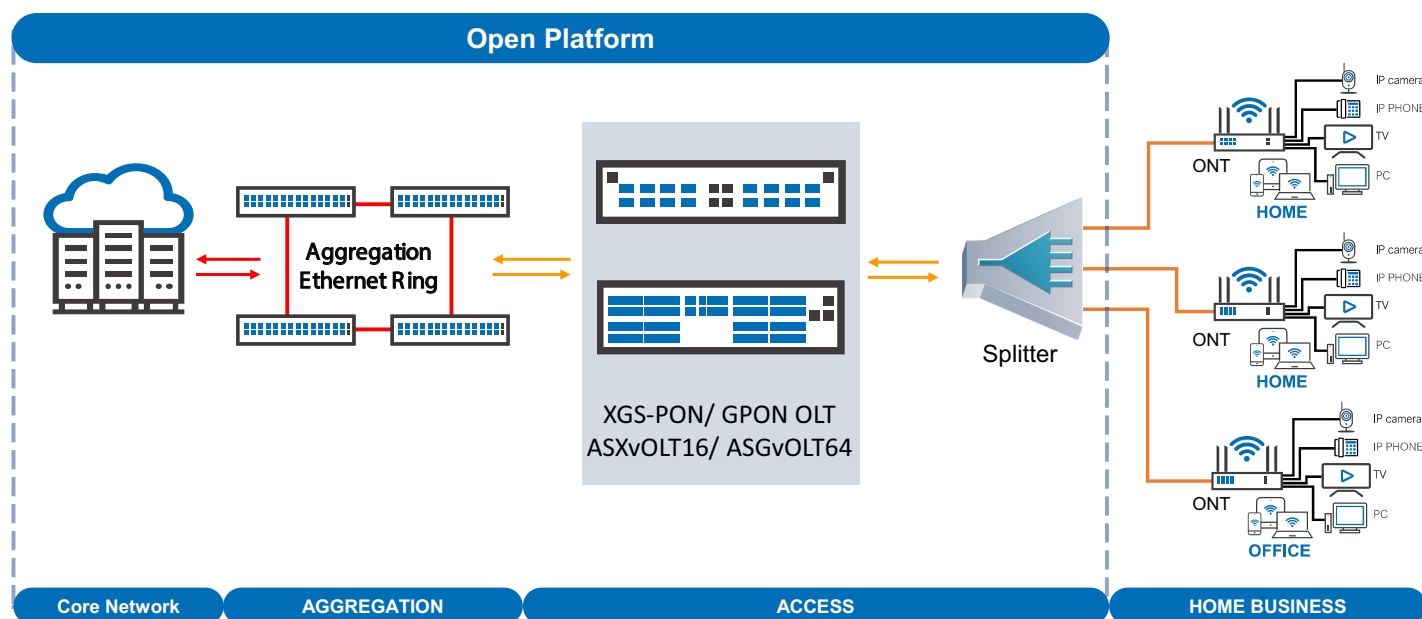 Open Platform
Aggregation
Ethernet Ring
XGS-PON/ GPON OLT
ASXvOLT16/ ASGvOLT64
Splitter
IP camera
IP PHONE
TV
PC
ONT
HOME
IP camera
IP PHONE
TV
PC
ONT
HOME
IP camera
IP PHONE
TV
PC
ONT
OFFICE
Core Network
AGGREGATION
ACCESS
HOME BUSINESS